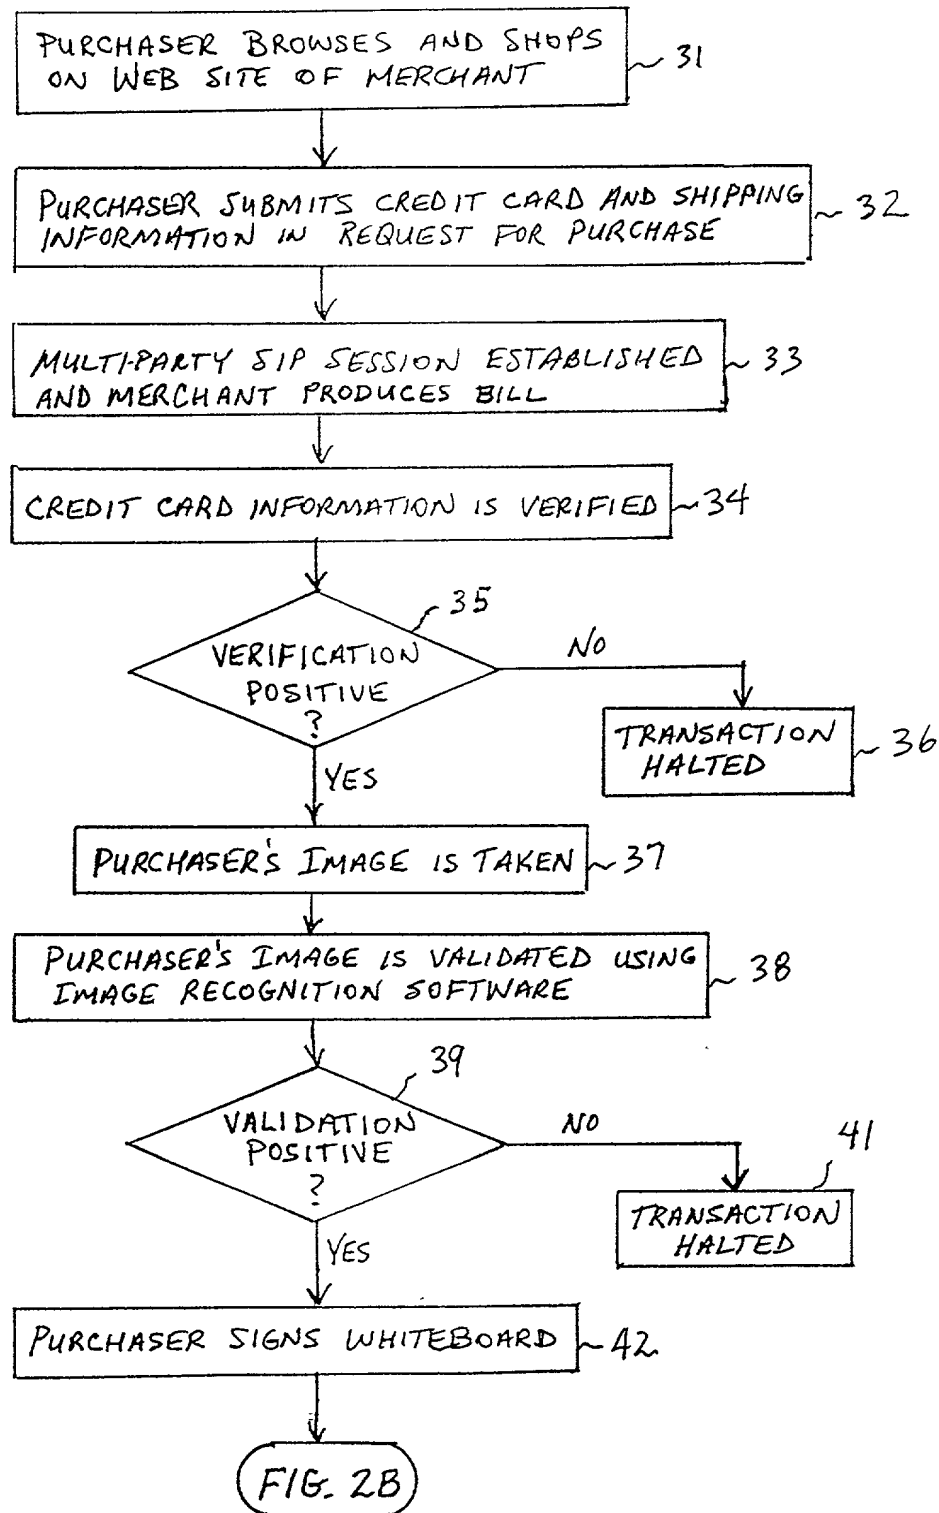 PURCHASER BROWSES AND SHOPS
ON WEB SITE OF MERCHANT
31
PURCHASER SUBMITS CREDIT CARD AND SHIPPING
INFORMATION IN REQUEST FOR PURCHASE
32
MULTI-PARTY SIP SESSION ESTABLISHED
AND MERCHANT PRODUCES BILL
33
CREDIT CARD INFORMATION IS VERIFIED
34
35
VERIFICATION
POSITIVE
?
NO
TRANSACTION
HALTED
36
YES
PURCHASER'S IMAGE IS TAKEN
37
PURCHASER'S IMAGE IS VALIDATED USING
IMAGE RECOGNITION SOFTWARE
38
39
VALIDATION
POSITIVE
?
NO
41
TRANSACTION
HALTED
YES
PURCHASER SIGNS WHITEBOARD
42
FIG. 2B